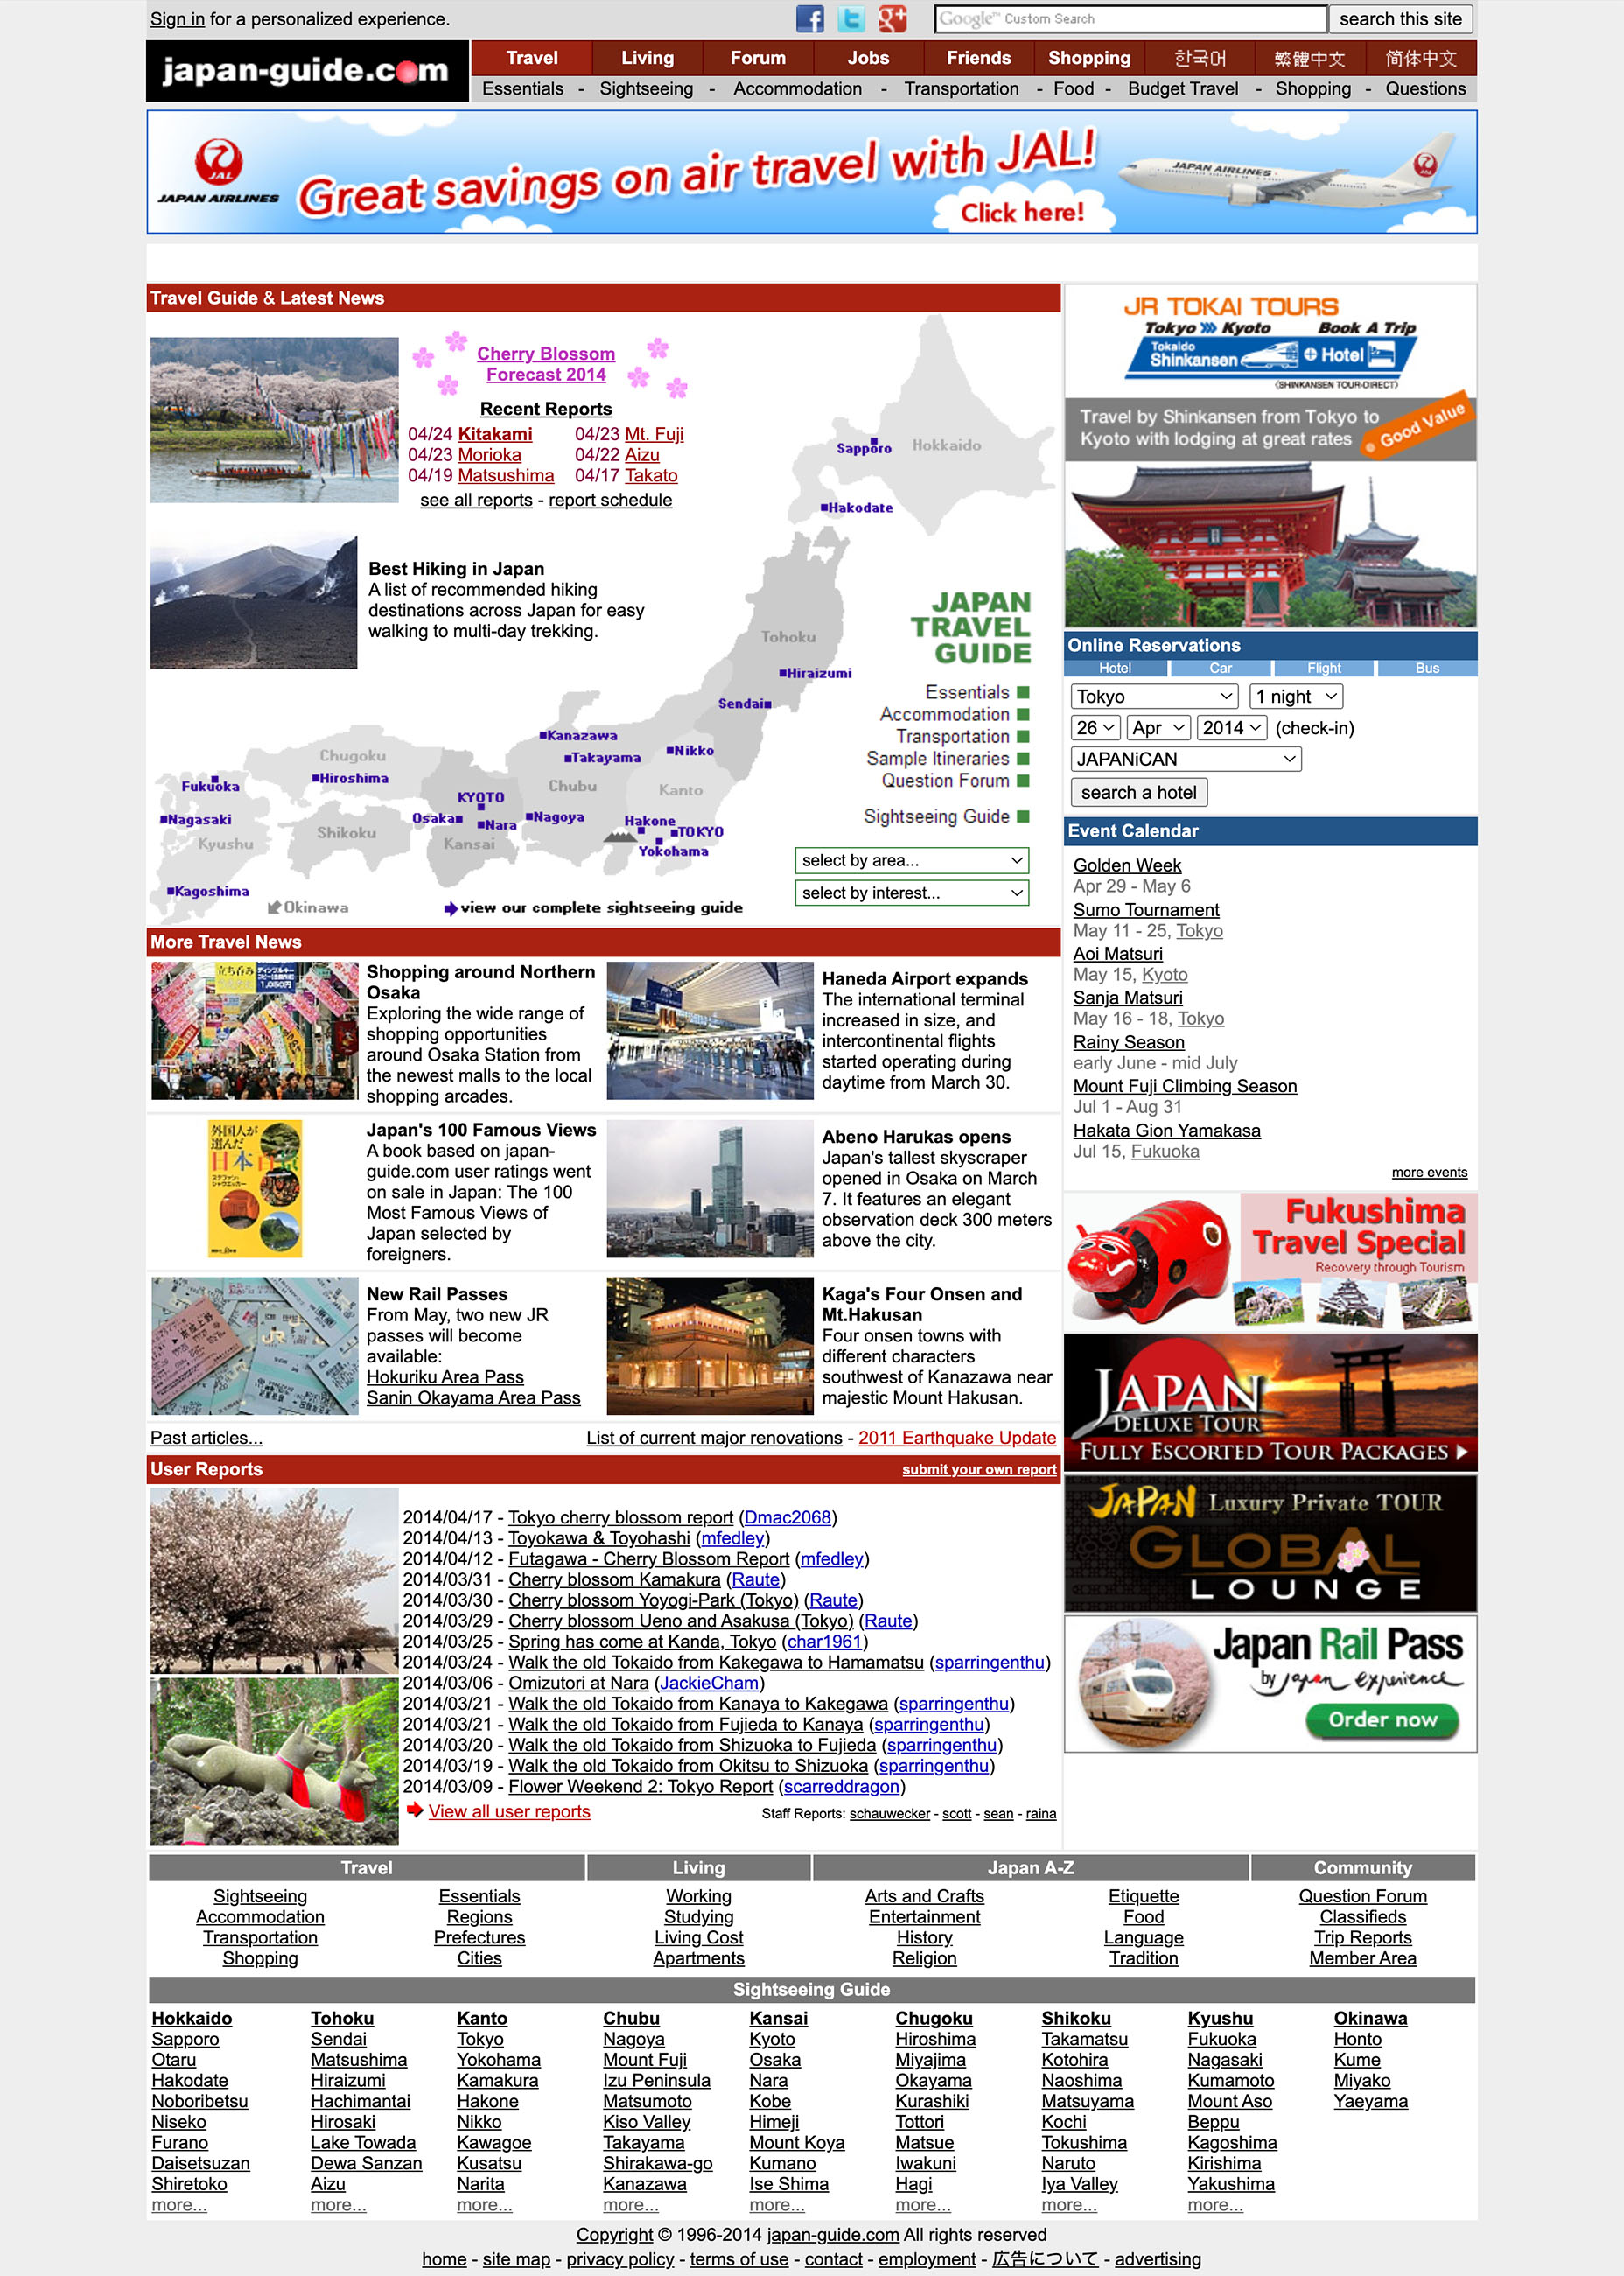 Sign in for a personalized experience.
Google™ Custom Search
search this site
japan-guide.com
Travel
Living
Forum
Jobs
Friends
Shopping
한국어
繁體中文
简体中文
Essentials - Sightseeing - Accommodation - Transportation - Food - Budget Travel - Shopping - Questions
JAL
JAPAN AIRLINES
Great savings on air travel with JAL!
Click here!
JAPAN AIRLINES
Travel Guide & Latest News
Cherry Blossom
Forecast 2014
Recent Reports
04/24 Kitakami 04/23 Mt. Fuji
04/23 Morioka 04/22 Aizu
04/19 Matsushima 04/17 Takato
see all reports - report schedule
Best Hiking in Japan
A list of recommended hiking
destinations across Japan for easy
walking to multi-day trekking.
Sapporo
Hokkaido
Hakodate
Tohoku
Hiraizumi
Sendai
Kanazawa
Takayama
Nikko
Chugoku
Hiroshima
Chubu
Kanto
Fukuoka
KYOTO
Osaka
Nara
Nagoya
Hakone
TOKYO
Yokohama
Nagasaki
Kyushu
Shikoku
Kansai
Kagoshima
Okinawa
view our complete sightseeing guide
JAPAN
TRAVEL
GUIDE
Essentials
Accommodation
Transportation
Sample Itineraries
Question Forum
Sightseeing Guide
select by area...
select by interest...
More Travel News
立ち呑み
1,050円
Shopping around Northern
Osaka
Exploring the wide range of
shopping opportunities
around Osaka Station from
the newest malls to the local
shopping arcades.
Haneda Airport expands
The international terminal
increased in size, and
intercontinental flights
started operating during
daytime from March 30.
外国人が
選んだ
日本百
Japan's 100 Famous Views
A book based on japan-
guide.com user ratings went
on sale in Japan: The 100
Most Famous Views of
Japan selected by
foreigners.
Abeno Harukas opens
Japan's tallest skyscraper
opened in Osaka on March
7. It features an elegant
observation deck 300 meters
above the city.
JR
New Rail Passes
From May, two new JR
passes will become
available:
Hokuriku Area Pass
Sanin Okayama Area Pass
Kaga's Four Onsen and
Mt.Hakusan
Four onsen towns with
different characters
southwest of Kanazawa near
majestic Mount Hakusan.
Past articles...
List of current major renovations - 2011 Earthquake Update
User Reports
submit your own report
2014/04/17 - Tokyo cherry blossom report (Dmac2068)
2014/04/13 - Toyokawa & Toyohashi (mfedley)
2014/04/12 - Futagawa - Cherry Blossom Report (mfedley)
2014/03/31 - Cherry blossom Kamakura (Raute)
2014/03/30 - Cherry blossom Yoyogi-Park (Tokyo) (Raute)
2014/03/29 - Cherry blossom Ueno and Asakusa (Tokyo) (Raute)
2014/03/25 - Spring has come at Kanda, Tokyo (char1961)
2014/03/24 - Walk the old Tokaido from Kakegawa to Hamamatsu (sparringenthu)
2014/03/06 - Omizutori at Nara (JackieCham)
2014/03/21 - Walk the old Tokaido from Kanaya to Kakegawa (sparringenthu)
2014/03/21 - Walk the old Tokaido from Fujieda to Kanaya (sparringenthu)
2014/03/20 - Walk the old Tokaido from Shizuoka to Fujieda (sparringenthu)
2014/03/19 - Walk the old Tokaido from Okitsu to Shizuoka (sparringenthu)
2014/03/09 - Flower Weekend 2: Tokyo Report (scarreddragon)
View all user reports
Staff Reports: schauwecker - scott - sean - raina
JR TOKAI TOURS
Tokyo Kyoto Book A Trip
Tokaido
Shinkansen + Hotel
(SHINKANSEN TOUR-DIRECT)
Travel by Shinkansen from Tokyo to
Kyoto with lodging at great rates
Good Value
Online Reservations
Hotel
Car
Flight
Bus
Tokyo
1 night
26 Apr 2014 (check-in)
JAPANiCAN
search a hotel
Event Calendar
Golden Week
Apr 29 - May 6
Sumo Tournament
May 11 - 25, Tokyo
Aoi Matsuri
May 15, Kyoto
Sanja Matsuri
May 16 - 18, Tokyo
Rainy Season
early June - mid July
Mount Fuji Climbing Season
Jul 1 - Aug 31
Hakata Gion Yamakasa
Jul 15, Fukuoka
more events
Fukushima
Travel Special
Recovery through Tourism
JAPAN
DELUXE TOUR
FULLY ESCORTED TOUR PACKAGES
JAPAN Luxury Private TOUR
GLOBAL
LOUNGE
Japan Rail Pass
by Japan experience
Order now
Travel
Living
Japan A-Z
Community
Sightseeing Essentials Working Arts and Crafts Etiquette Question Forum
Accommodation Regions Studying Entertainment Food Classifieds
Transportation Prefectures Living Cost History Language Trip Reports
Shopping Cities Apartments Religion Tradition Member Area
Sightseeing Guide
Hokkaido Tohoku Kanto Chubu Kansai Chugoku Shikoku Kyushu Okinawa
Sapporo Sendai Tokyo Nagoya Kyoto Hiroshima Takamatsu Fukuoka Honto
Otaru Matsushima Yokohama Mount Fuji Osaka Miyajima Kotohira Nagasaki Kume
Hakodate Hiraizumi Kamakura Izu Peninsula Nara Okayama Naoshima Kumamoto Miyako
Noboribetsu Hachimantai Hakone Matsumoto Kobe Kurashiki Matsuyama Mount Aso Yaeyama
Niseko Hirosaki Nikko Kiso Valley Himeji Tottori Kochi Beppu
Furano Lake Towada Kawagoe Takayama Mount Koya Matsue Tokushima Kagoshima
Daisetsuzan Dewa Sanzan Kusatsu Shirakawa-go Kumano Iwakuni Naruto Kirishima
Shiretoko Aizu Narita Kanazawa Ise Shima Hagi Iya Valley Yakushima
more... more... more... more... more... more... more... more...
Copyright © 1996-2014 japan-guide.com All rights reserved
home - site map - privacy policy - terms of use - contact - employment - 広告について - advertising